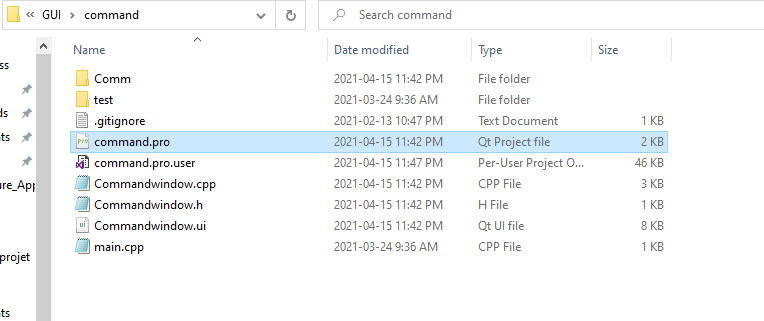 « GUI > command
Search command
Name Date modified Type Size
ss
Comm 2021-04-15 11:42 PM File folder
ds
test 2021-03-24 9:36 AM File folder
.gitignore 2021-02-13 10:47 PM Text Document 1 KB
nts
command.pro 2021-04-15 11:42 PM Qt Project file 2 KB
command.pro.user 2021-04-15 11:47 PM Per-User Project O... 46 KB
ure_App
Commandwindow.cpp 2021-04-15 11:42 PM CPP File 3 KB
Commandwindow.h 2021-04-15 11:42 PM H File 1 KB
Commandwindow.ui 2021-04-15 11:42 PM Qt UI file 8 KB
main.cpp 2021-03-24 9:36 AM CPP File 1 KB
projet
nts